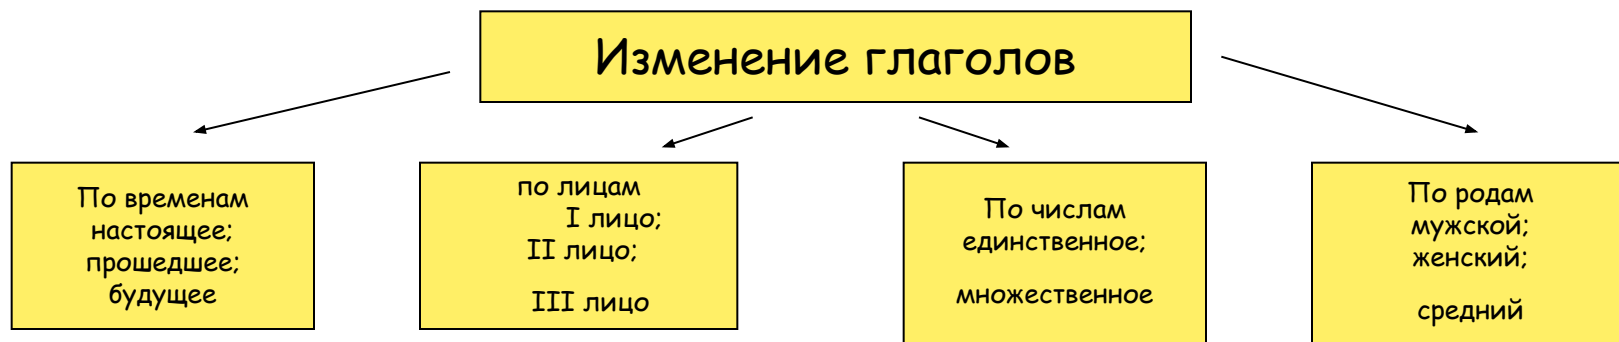 Изменение глаголов
По временам
настоящее;
прошедшее;
будущее
по лицам
I лицо;
II лицо;
III лицо
По числам
единственное;
множественное
По родам
мужской;
женский;
средний